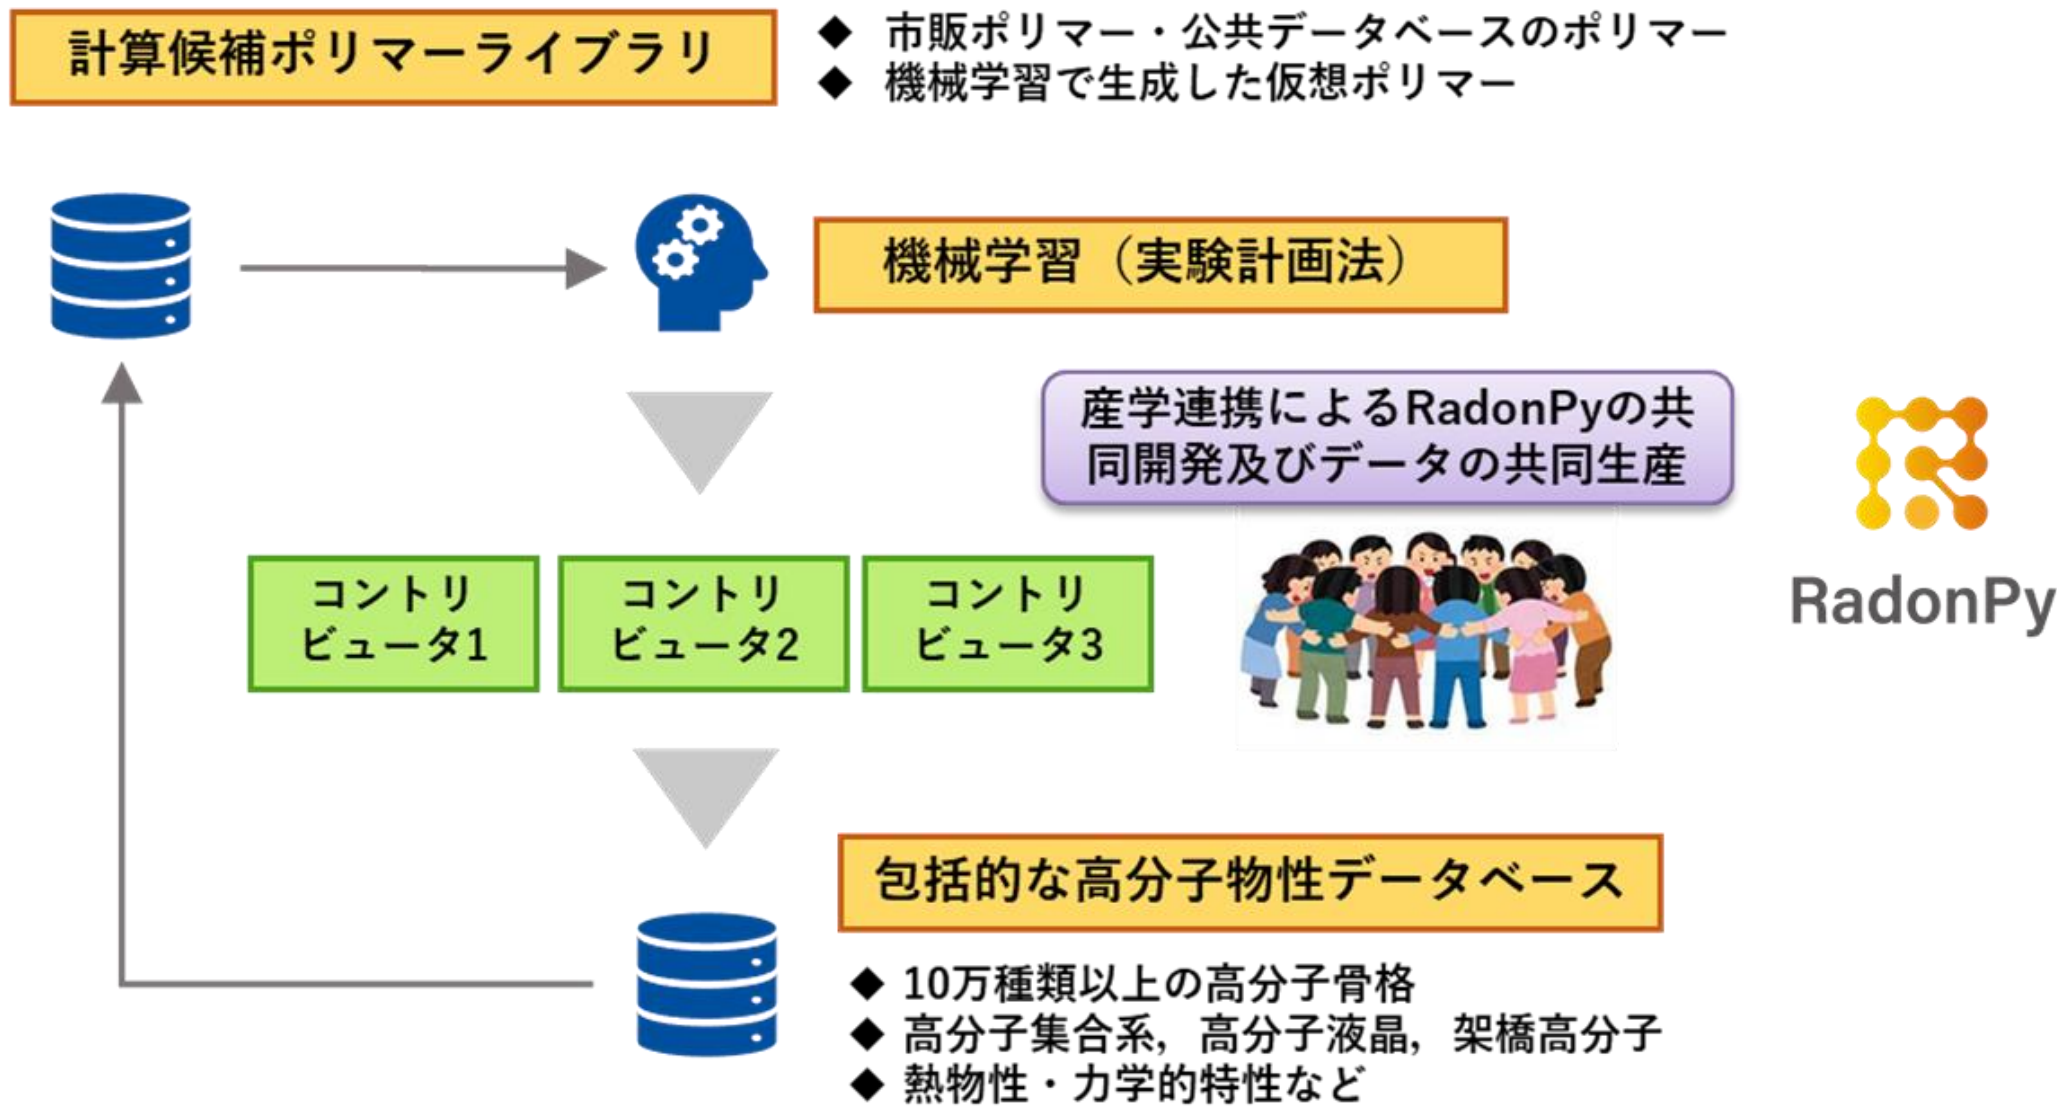 計算候補ポリマーライブラリ
◆ 市販ポリマー・公共データベースのポリマー
◆ 機械学習で生成した仮想ポリマー
機械学習（実験計画法）
産学連携によるRadonPyの共
同開発及びデータの共同生産
RadonPy
コントリ
ビュータ1
コントリ
ビュータ2
コントリ
ビュータ3
包括的な高分子物性データベース
◆ 10万種類以上の高分子骨格
◆ 高分子集合系，高分子液晶，架橋高分子
◆ 熱物性・力学的特性など